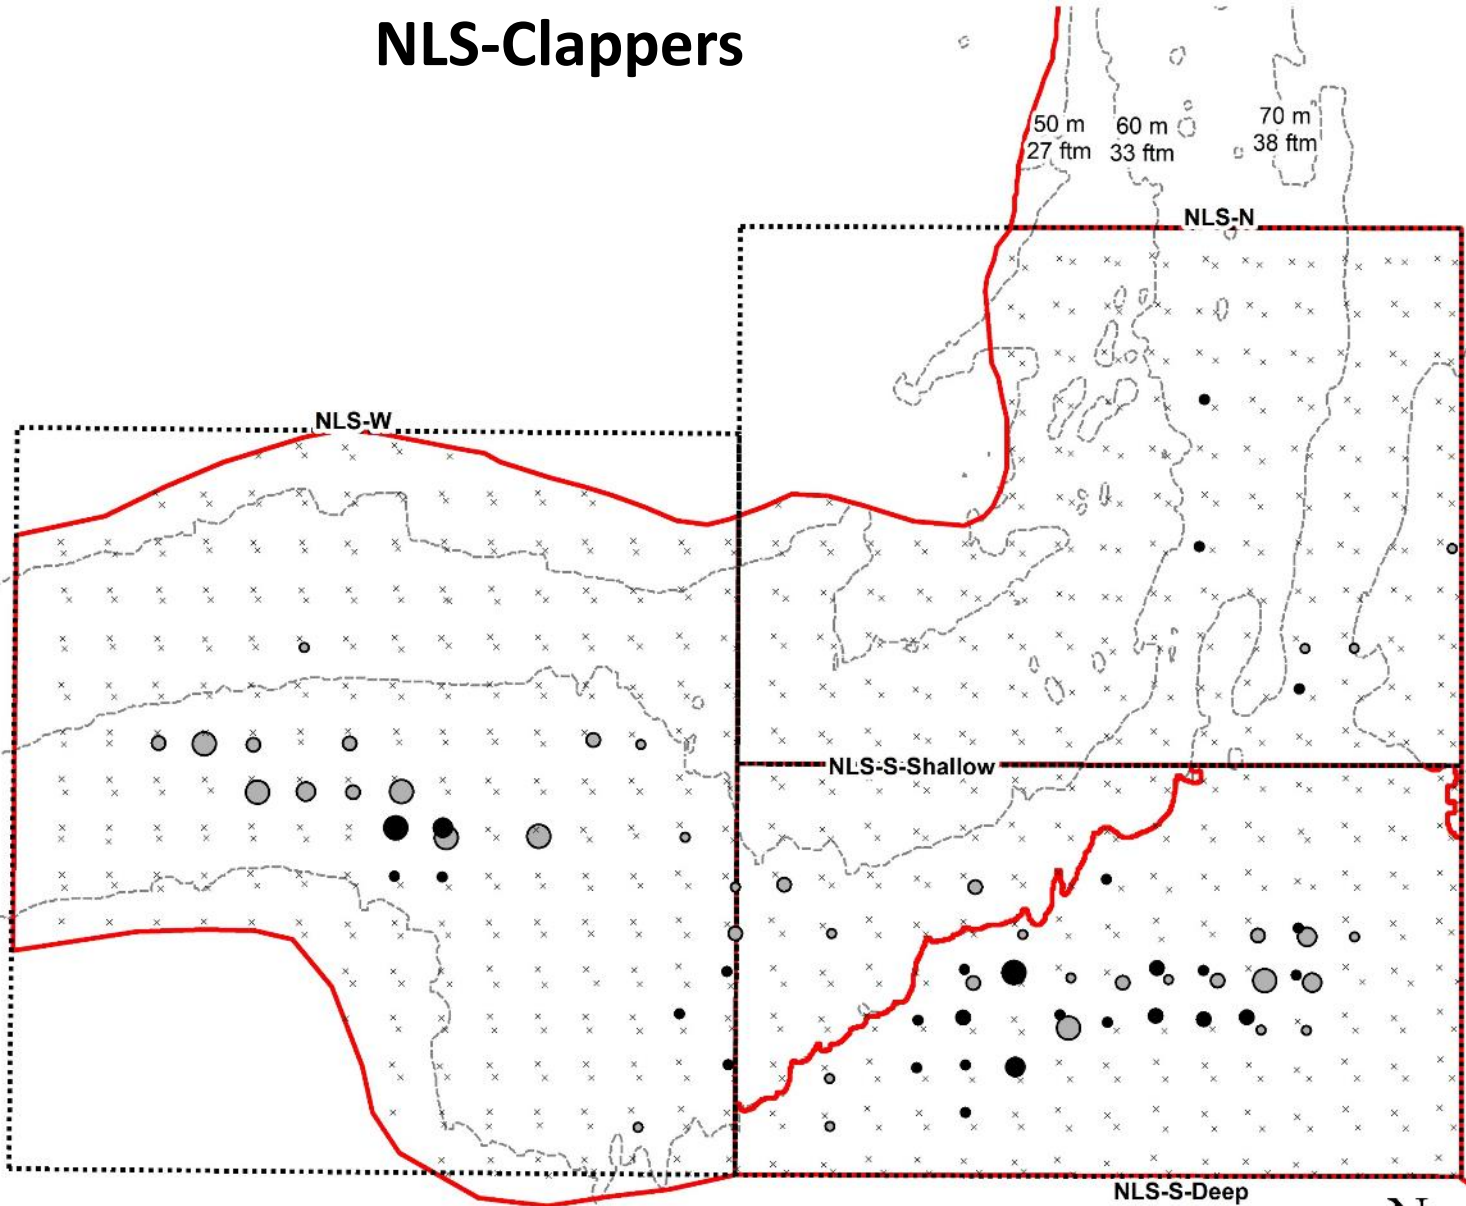 NLS-Clappers
50 m
27 ftm
60 m
33 ftm
70 m
38 ftm
NLS-N
NLS-W
NLS-S-Shallow
NLS-S-Deep
N